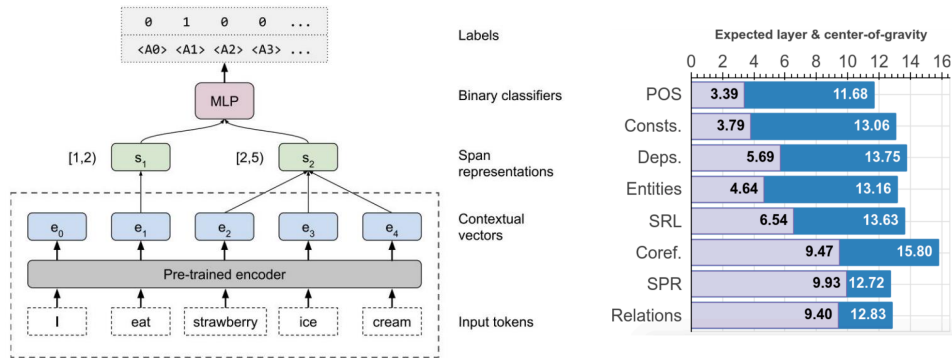 0 1 0 0 ...
<A0> <A1> <A2> <A3> ...
Labels
MLP
Binary classifiers
[1,2) s1 [2,5) s2
Span
representations
e0 e1 e2 e3 e4
Contextual
vectors
Pre-trained encoder
I eat strawberry ice cream
Input tokens
Expected layer & center-of-gravity
0 2 4 6 8 10 12 14 16
POS 3.39 11.68
Consts. 3.79 13.06
Deps. 5.69 13.75
Entities 4.64 13.16
SRL 6.54 13.63
Coref. 9.47 15.80
SPR 9.93 12.72
Relations 9.40 12.83